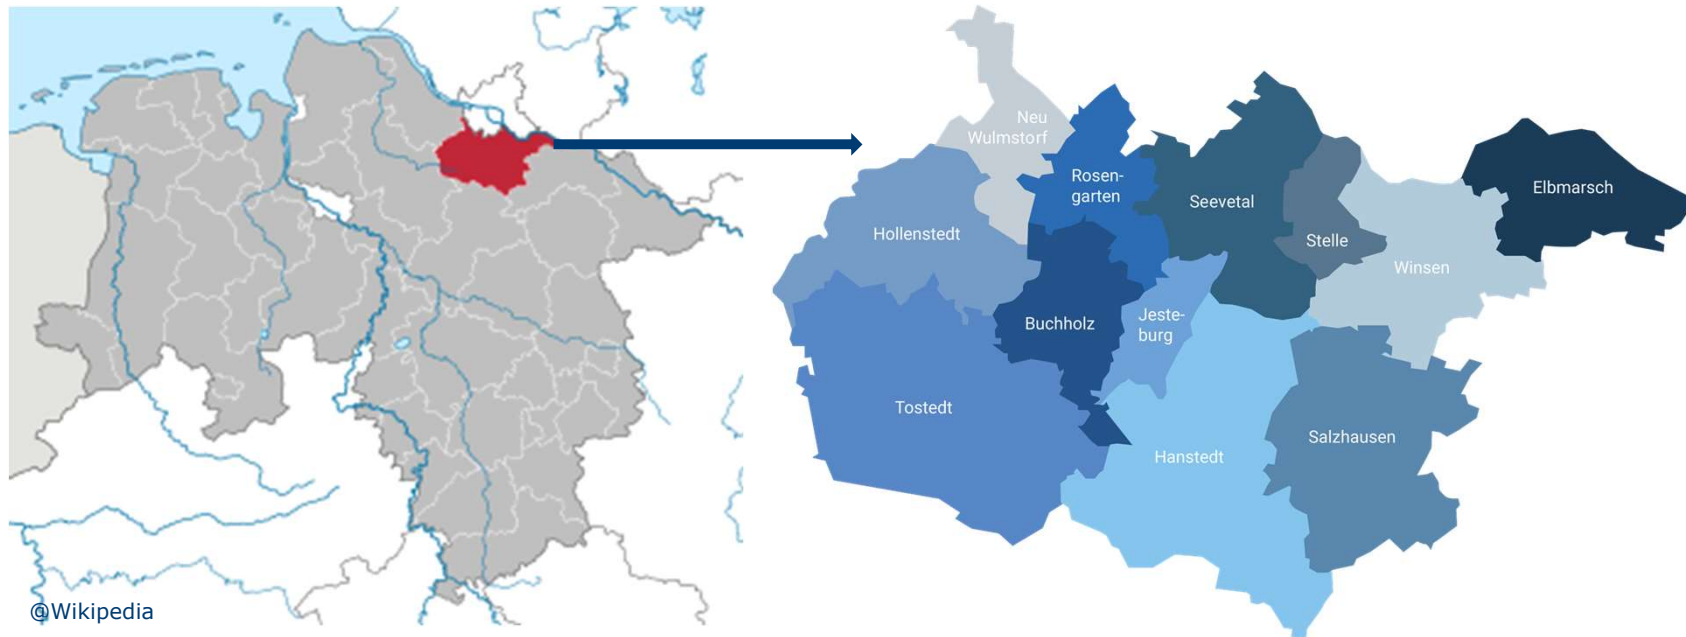 Neu
Wulmstorf
Rosen-
garten
Elbmarsch
Seevetal
Hollenstedt
Stelle
Winsen
Buchholz
Jeste-
burg
Tostedt
Salzhausen
Hanstedt
@Wikipedia